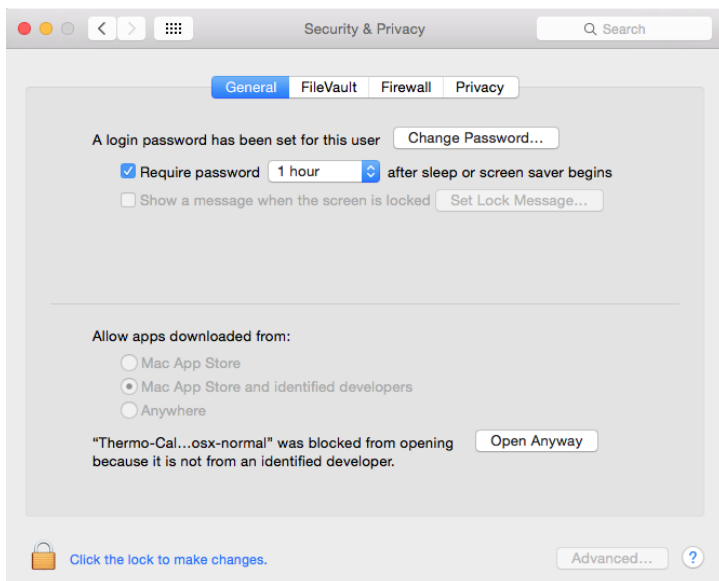 Security & Privacy
Search
General FileVault Firewall Privacy
A login password has been set for this user Change Password...
Require password 1 hour after sleep or screen saver begins
Show a message when the screen is locked Set Lock Message...
Allow apps downloaded from:
Mac App Store
Mac App Store and identified developers
Anywhere
“Thermo-Cal...osx-normal” was blocked from opening Open Anyway
because it is not from an identified developer.
Click the lock to make changes. Advanced... ?